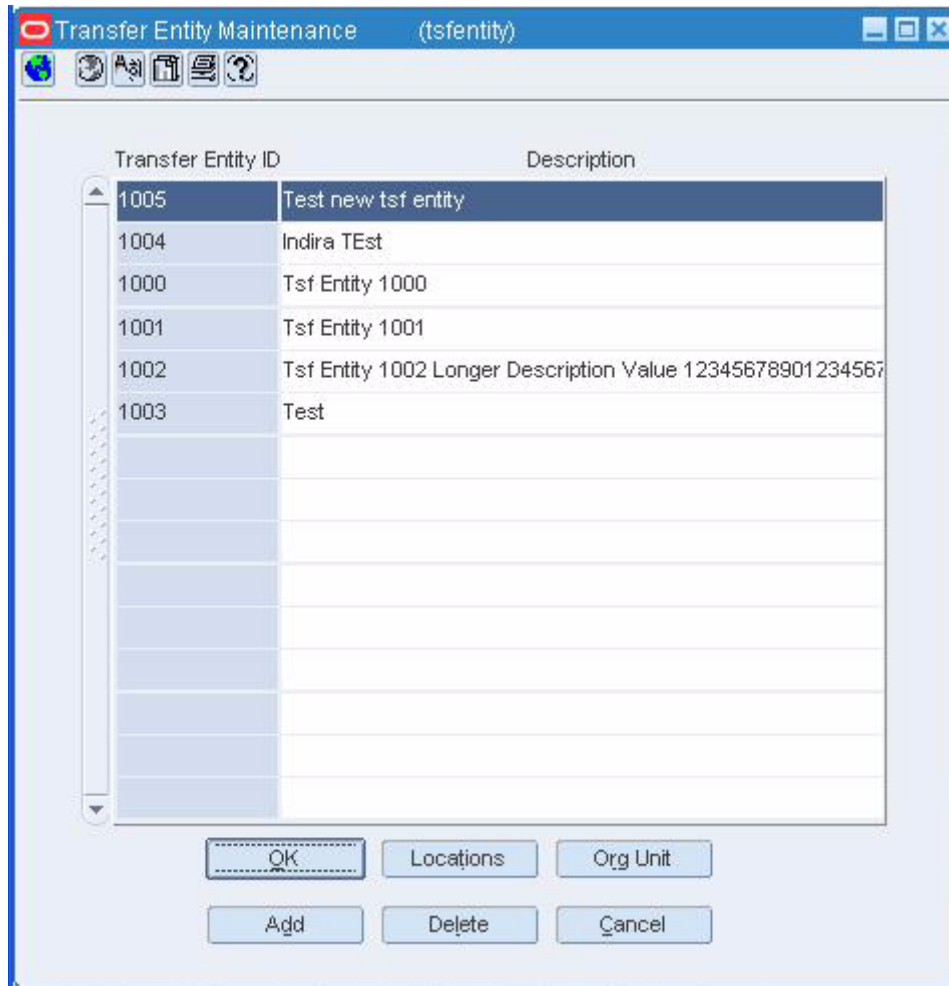 Transfer Entity Maintenance (tsfentity)
Transfer Entity ID Description
1005 Test new tsf entity
1004 Indira TEst
1000 Tsf Entity 1000
1001 Tsf Entity 1001
1002 Tsf Entity 1002 Longer Description Value 12345678901234567
1003 Test
OK Locations Org Unit
Add Delete Cancel